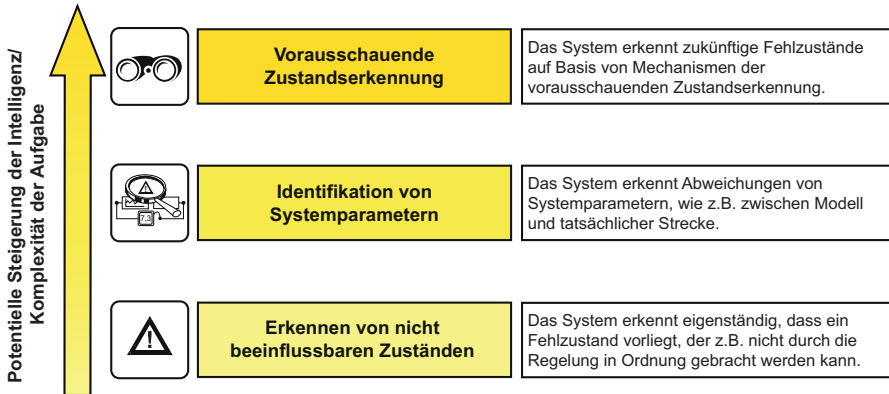 Potentielle Steigerung der Intelligenz/
Komplexität der Aufgabe
Vorausschauende
Zustandserkennung
Das System erkennt zukünftige Fehlzustände
auf Basis von Mechanismen der
vorausschauenden Zustandserkennung.
7,3
Identifikation von
Systemparametern
Das System erkennt Abweichungen von
Systemparametern, wie z.B. zwischen Modell
und tatsächlicher Strecke.
!
Erkennen von nicht
beeinflussbaren Zuständen
Das System erkennt eigenständig, dass ein
Fehlzustand vorliegt, der z.B. nicht durch die
Regelung in Ordnung gebracht werden kann.